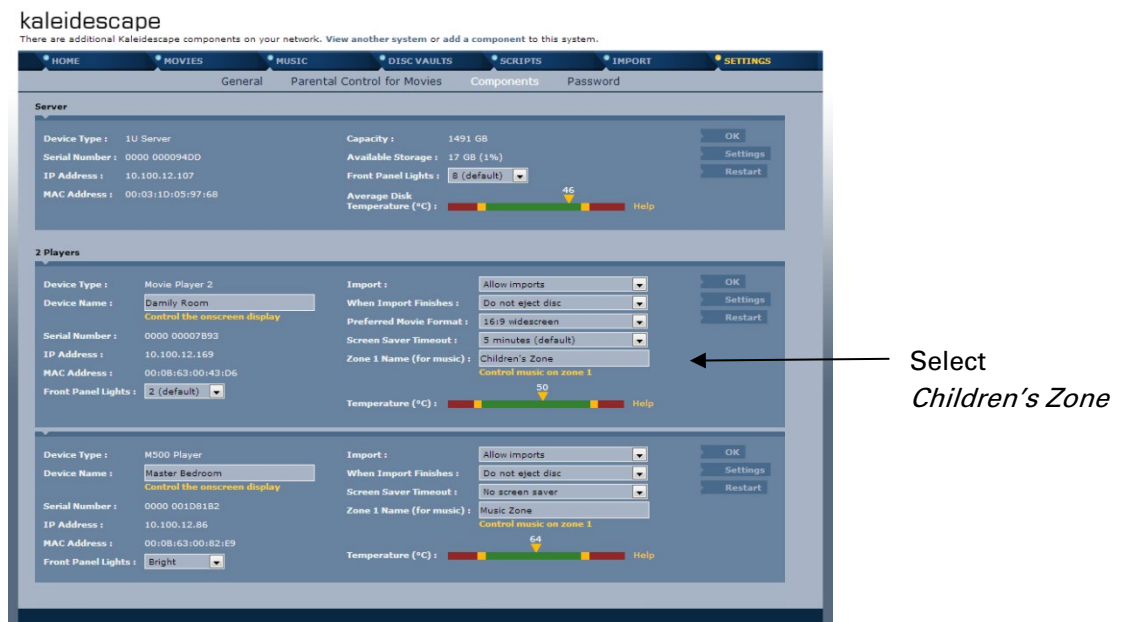 kaleidescape
There are additional Kaleidescape components on your network. View another system or add a component to this system.
HOME MOVIES MUSIC DISC VAULTS SCRIPTS IMPORT SETTINGS
General Parental Control for Movies Components Password
Server
Device Type : 1U Server Capacity : 1491 GB OK
Serial Number : 0000 000094DD Available Storage : 17 GB (1%) Settings
IP Address : 10.100.12.107 Front Panel Lights : 8 (default) Restart
MAC Address : 00:03:1D:05:97:68 Average Disk
Temperature (°C) : 46 Help
2 Players
Device Type : Movie Player 2 Import : Allow imports OK
Device Name : Damily Room When Import Finishes : Do not eject disc Settings
Control the onscreen display Preferred Movie Format : 16:9 widescreen Restart
Serial Number : 0000 00007B93 Screen Saver Timeout : 5 minutes (default)
IP Address : 10.100.12.169 Zone 1 Name (for music) : Children's Zone
MAC Address : 00:0B:63:00:43:D6 Control music on zone 1
Front Panel Lights : 2 (default) 50
Temperature (°C) : Help
Select
Children's Zone
Device Type : M500 Player Import : Allow imports OK
Device Name : Master Bedroom When Import Finishes : Do not eject disc Settings
Control the onscreen display Screen Saver Timeout : No screen saver Restart
Serial Number : 0000 001D81B2 Zone 1 Name (for music) : Music Zone
IP Address : 10.100.12.86 Control music on zone 1
MAC Address : 00:0B:63:00:82:E9 64
Front Panel Lights : Bright Temperature (°C) : Help